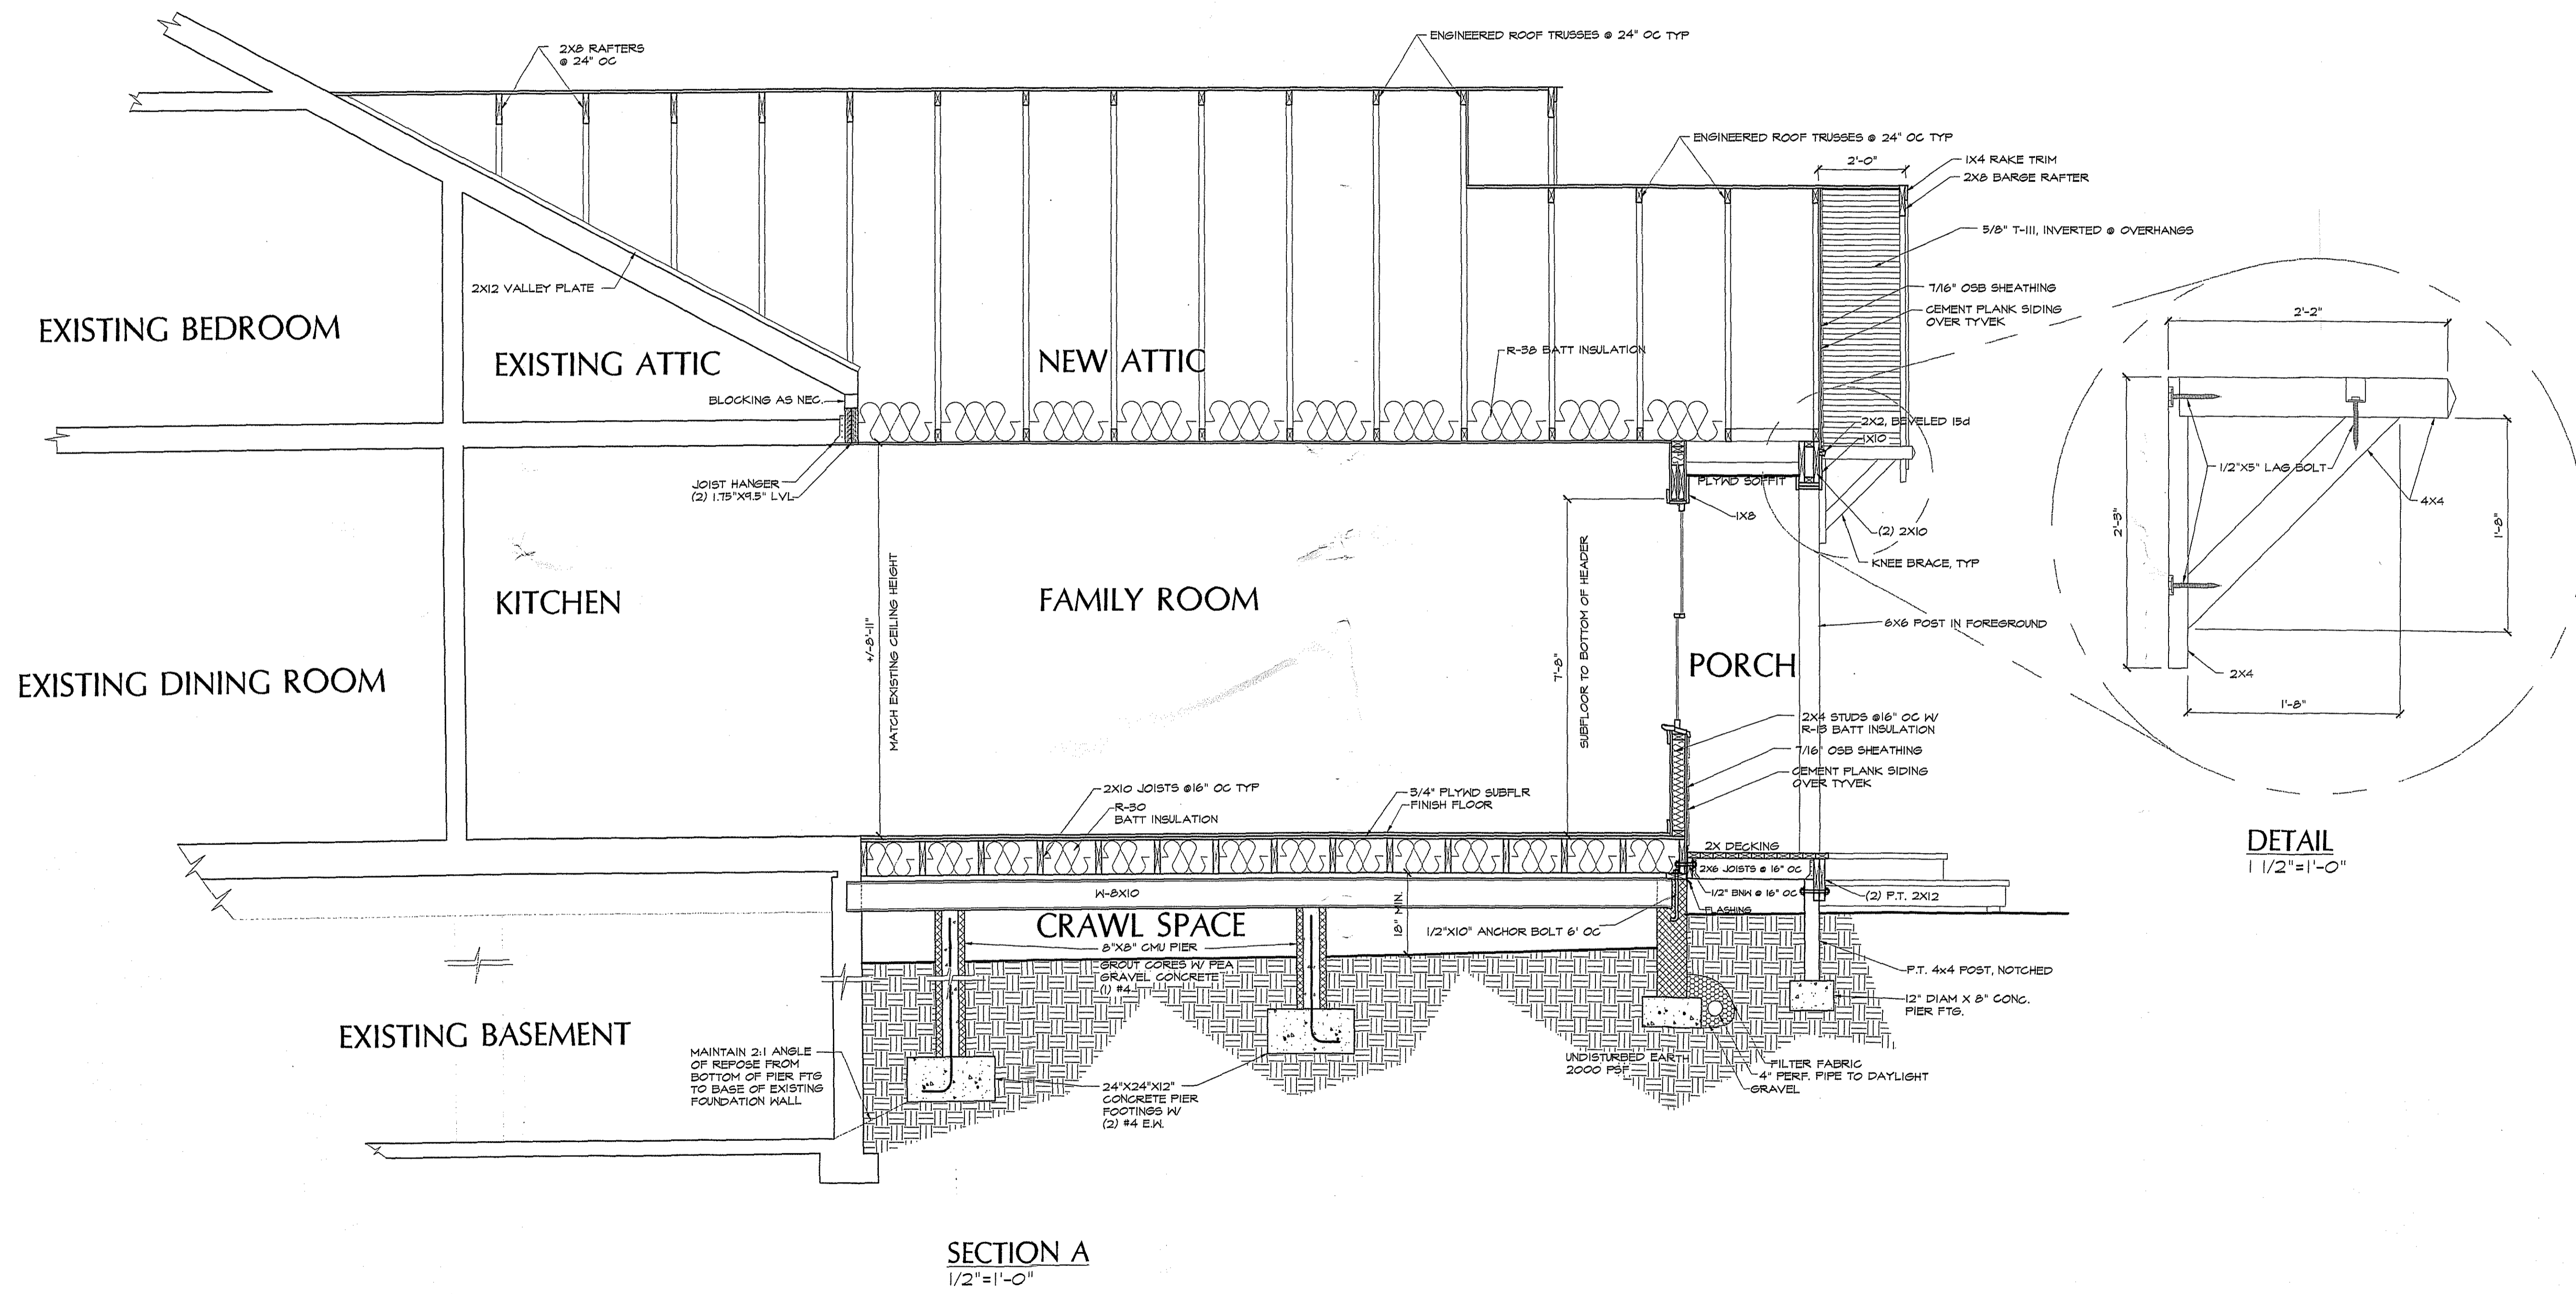 2X8 RAFTERS
@ 24" OC
ENGINEERED ROOF TRUSSES @ 24" OC TYP
ENGINEERED ROOF TRUSSES @ 24" OC TYP
2'-0"
1X4 RAKE TRIM
2X8 BARGE RAFTER
5/8" T-111, INVERTED @ OVERHANGS
2X12 VALLEY PLATE
7/16" OSB SHEATHING
CEMENT PLANK SIDING
OVER TYVEK
EXISTING BEDROOM
EXISTING ATTIC
NEW ATTIC
R-38 BATT INSULATION
BLOCKING AS NEC.
2X2, BEVELED 15d
1X10
JOIST HANGER
(2) 1.75"X9.5" LVL
PLYWD SOFFIT
1X8
(2) 2X10
KNEE BRACE, TYP
+/-8'-11"
MATCH EXISTING CEILING HEIGHT
7'-8"
SUBFLOOR TO BOTTOM OF HEADER
KITCHEN
FAMILY ROOM
6X6 POST IN FOREGROUND
EXISTING DINING ROOM
PORCH
2X4 STUDS @16" OC W/
R-13 BATT INSULATION
7/16" OSB SHEATHING
CEMENT PLANK SIDING
OVER TYVEK
2X10 JOISTS @16" OC TYP
R-30
BATT INSULATION
3/4" PLYWD SUBFLR
FINISH FLOOR
2X DECKING
2X6 JOISTS @ 16" OC
W-8X10
1/2" BNW @ 16" OC
(2) P.T. 2X12
FLASHING
18" MIN.
CRAWL SPACE
1/2"X10" ANCHOR BOLT 6' OC
8"X8" CMU PIER
GROUT CORES W/ PEA
GRAVEL CONCRETE
(1) #4
P.T. 4x4 POST, NOTCHED
12" DIAM X 8" CONC.
PIER FTG.
EXISTING BASEMENT
MAINTAIN 2:1 ANGLE
OF REPOSE FROM
BOTTOM OF PIER FTG
TO BASE OF EXISTING
FOUNDATION WALL
24"X24"X12"
CONCRETE PIER
FOOTINGS W/
(2) #4 E.W.
UNDISTURBED EARTH
2000 PSF
FILTER FABRIC
4" PERF. PIPE TO DAYLIGHT
GRAVEL
SECTION A
1/2"=1'-0"
2'-2"
2'-3"
1/2"X5" LAG BOLT
4X4
1'-8"
2X4
1'-8"
DETAIL
1 1/2"=1'-0"